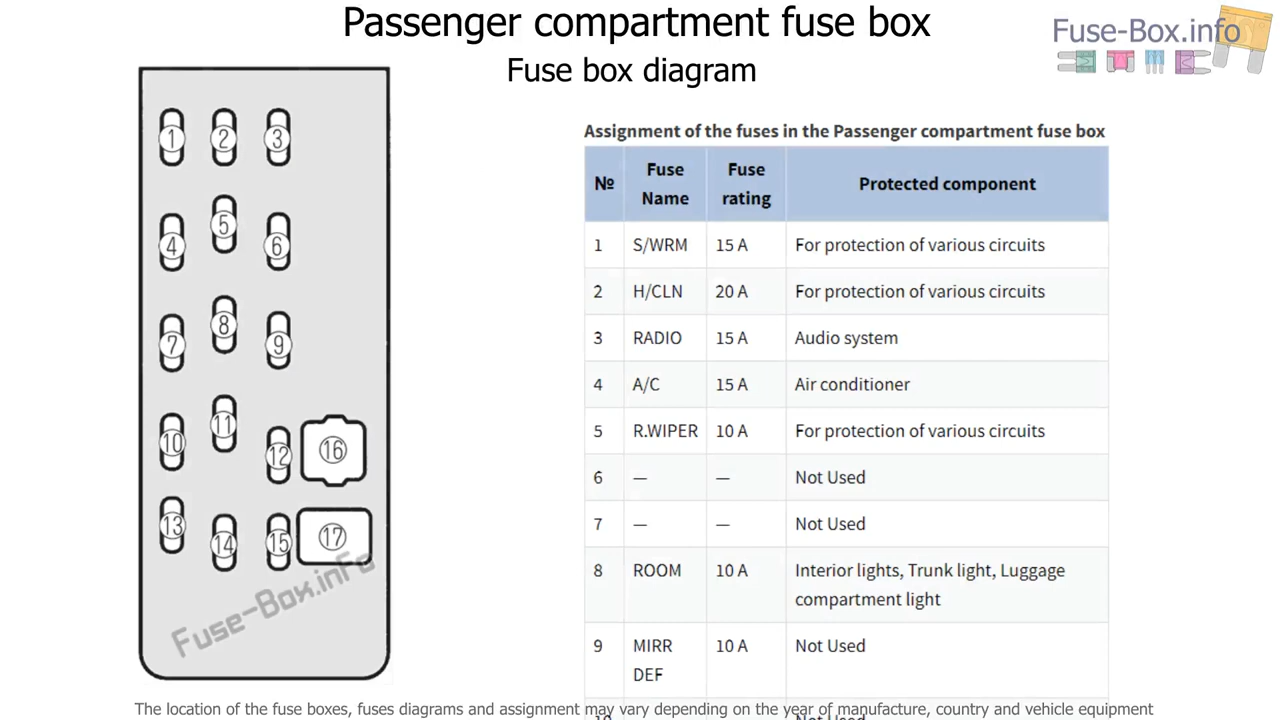 Passenger compartment fuse box
Fuse box diagram
Fuse-Box.info
1 2 3
5
4 6
8
7 9
11
10 12 16
13
14 15 17
Fuse-Box.info
Assignment of the fuses in the Passenger compartment fuse box
№ Fuse Name Fuse rating Protected component
1 S/WRM 15 A For protection of various circuits
2 H/CLN 20 A For protection of various circuits
3 RADIO 15 A Audio system
4 A/C 15 A Air conditioner
5 R.WIPER 10 A For protection of various circuits
6 — — Not Used
7 — — Not Used
8 ROOM 10 A Interior lights, Trunk light, Luggage
compartment light
9 MIRR 10 A Not Used
DEF
The location of the fuse boxes, fuses diagrams and assignment may vary depending on the year of manufacture, country and vehicle equipment